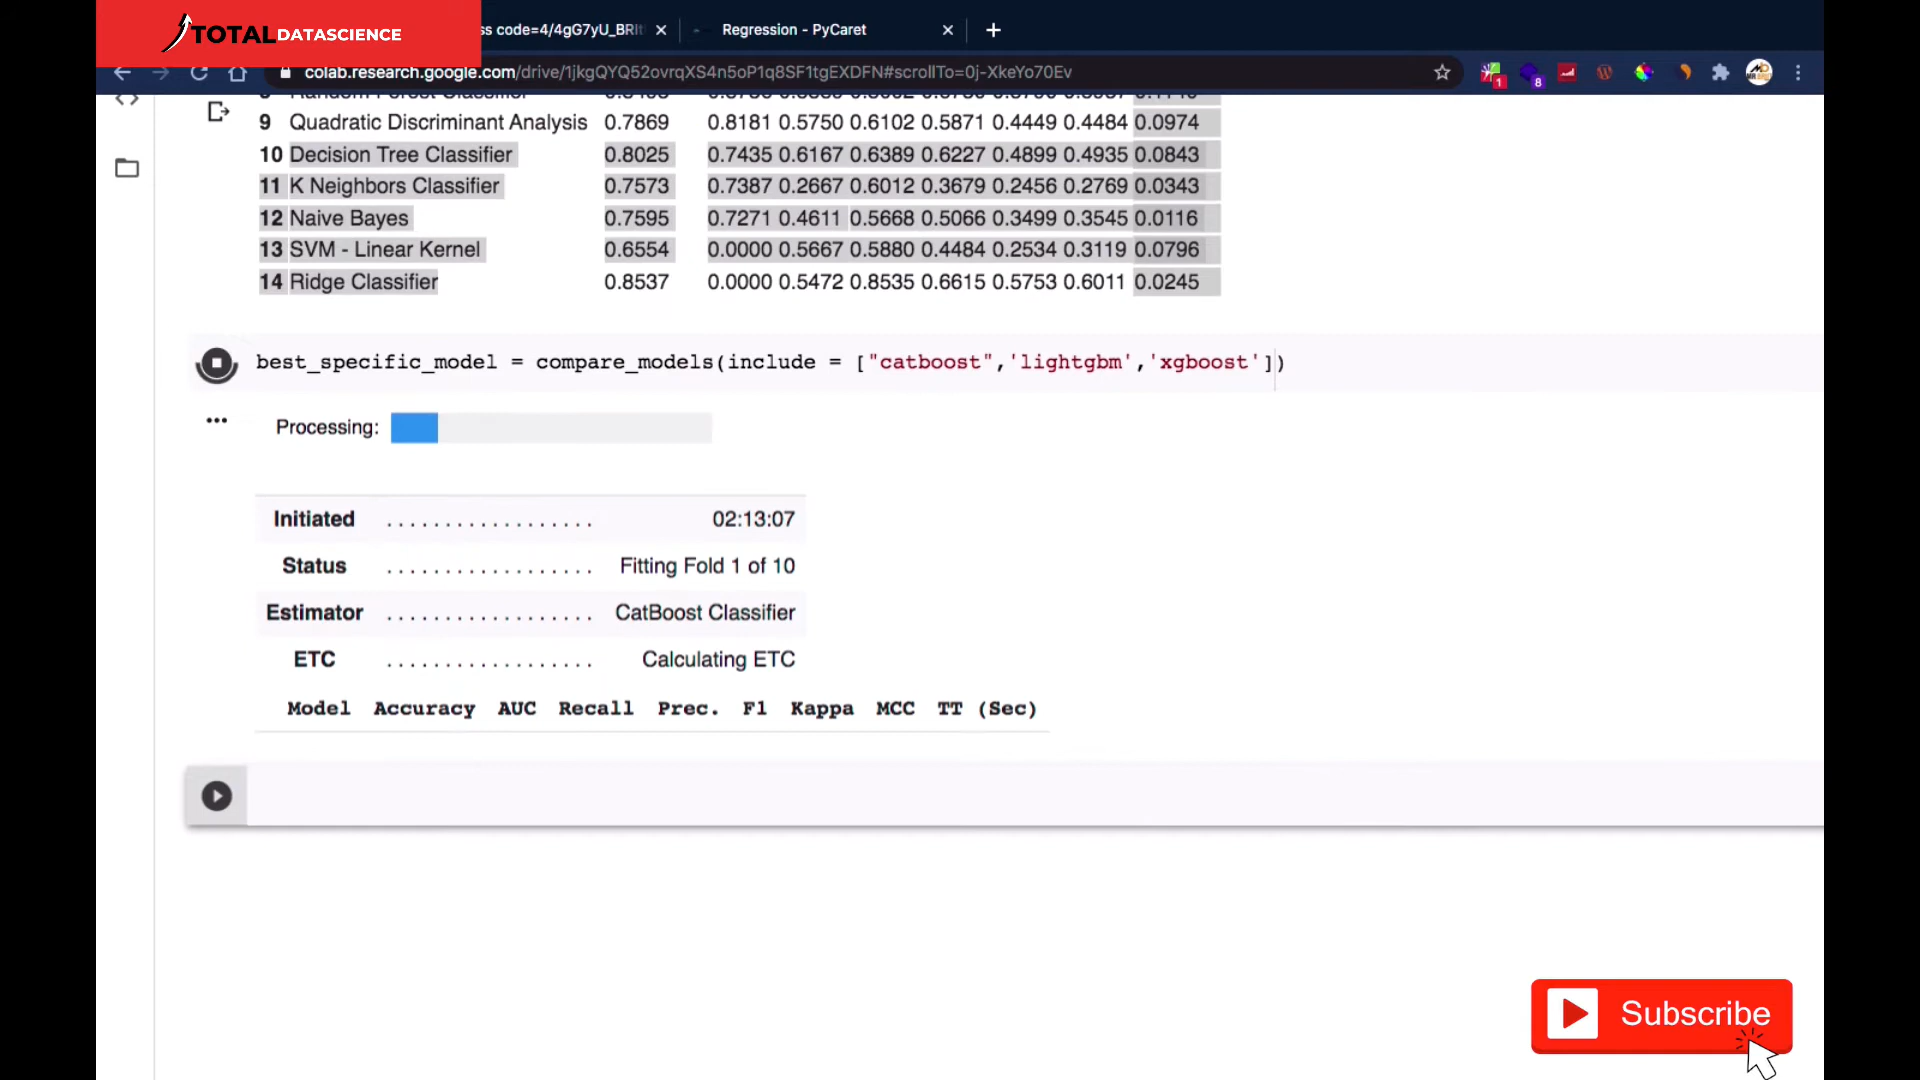 TOTAL DATASCIENCE
ss code=4/4gG7yU_BRIt
Regression - PyCaret
colab.research.google.com/drive/1jkgQYQ52ovrqXS4n5oP1q8SF1tgEXDFN#scrollTo=0j-XkeYo70Ev
1
8
9 Quadratic Discriminant Analysis 0.7869 0.8181 0.5750 0.6102 0.5871 0.4449 0.4484 0.0974
10 Decision Tree Classifier 0.8025 0.7435 0.6167 0.6389 0.6227 0.4899 0.4935 0.0843
11 K Neighbors Classifier 0.7573 0.7387 0.2667 0.6012 0.3679 0.2456 0.2769 0.0343
12 Naive Bayes 0.7595 0.7271 0.4611 0.5668 0.5066 0.3499 0.3545 0.0116
13 SVM - Linear Kernel 0.6554 0.0000 0.5667 0.5880 0.4484 0.2534 0.3119 0.0796
14 Ridge Classifier 0.8537 0.0000 0.5472 0.8535 0.6615 0.5753 0.6011 0.0245
best_specific_model = compare_models(include = ["catboost",'lightgbm','xgboost'])
Processing:
Initiated . . . . . . . . . . . . . . . . . . 02:13:07
Status . . . . . . . . . . . . . . . . . . Fitting Fold 1 of 10
Estimator . . . . . . . . . . . . . . . . . . CatBoost Classifier
ETC . . . . . . . . . . . . . . . . . . Calculating ETC
Model Accuracy AUC Recall Prec. F1 Kappa MCC TT (Sec)
Subscribe